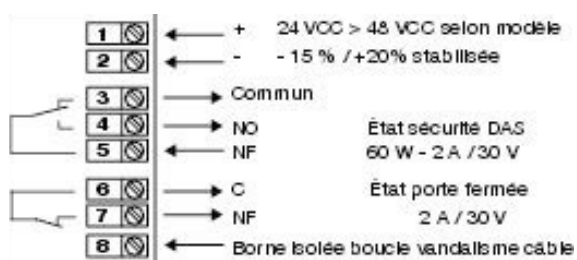 1 + 24 VCC > 48 VCC selon modèle
2 - - 15 % / +20% stabilisée
3 Commun
4 NO État sécurité DAS
5 NF 60 W - 2 A / 30 V
6 C État porte fermée
7 NF 2 A / 30 V
8 Borne isolée boucle vandalisme câble